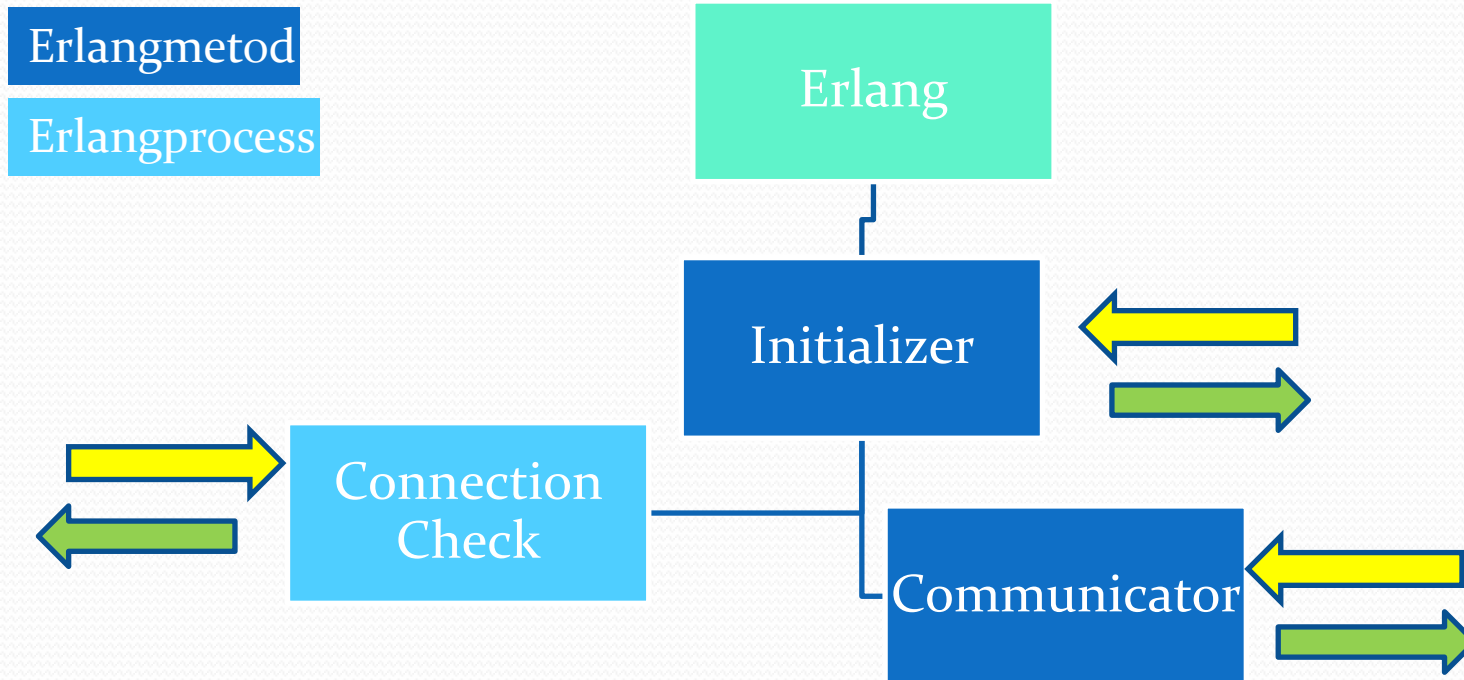 Erlangmetod
Erlangprocess
Erlang
Initializer
Connection
Check
Communicator